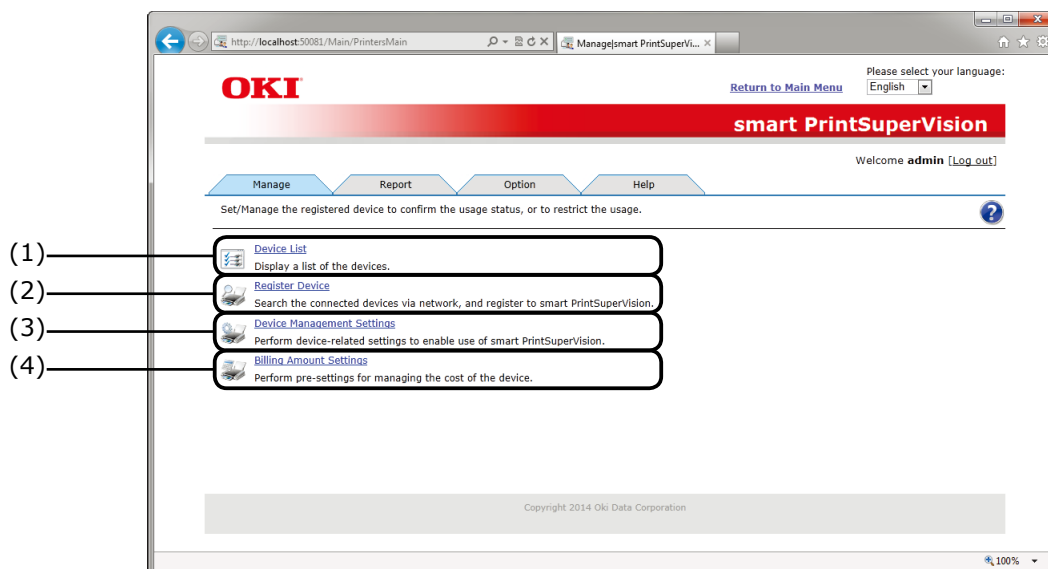 http://localhost:50081/Main/PrintersMain
Manage|smart PrintSuperVi...
OKI
Return to Main Menu
Please select your language:
English
smart PrintSuperVision
Welcome admin [Log out]
Manage
Report
Option
Help
Set/Manage the registered device to confirm the usage status, or to restrict the usage.
?
(1)
Device List
Display a list of the devices.
(2)
Register Device
Search the connected devices via network, and register to smart PrintSuperVision.
(3)
Device Management Settings
Perform device-related settings to enable use of smart PrintSuperVision.
(4)
Billing Amount Settings
Perform pre-settings for managing the cost of the device.
Copyright 2014 Oki Data Corporation
100%